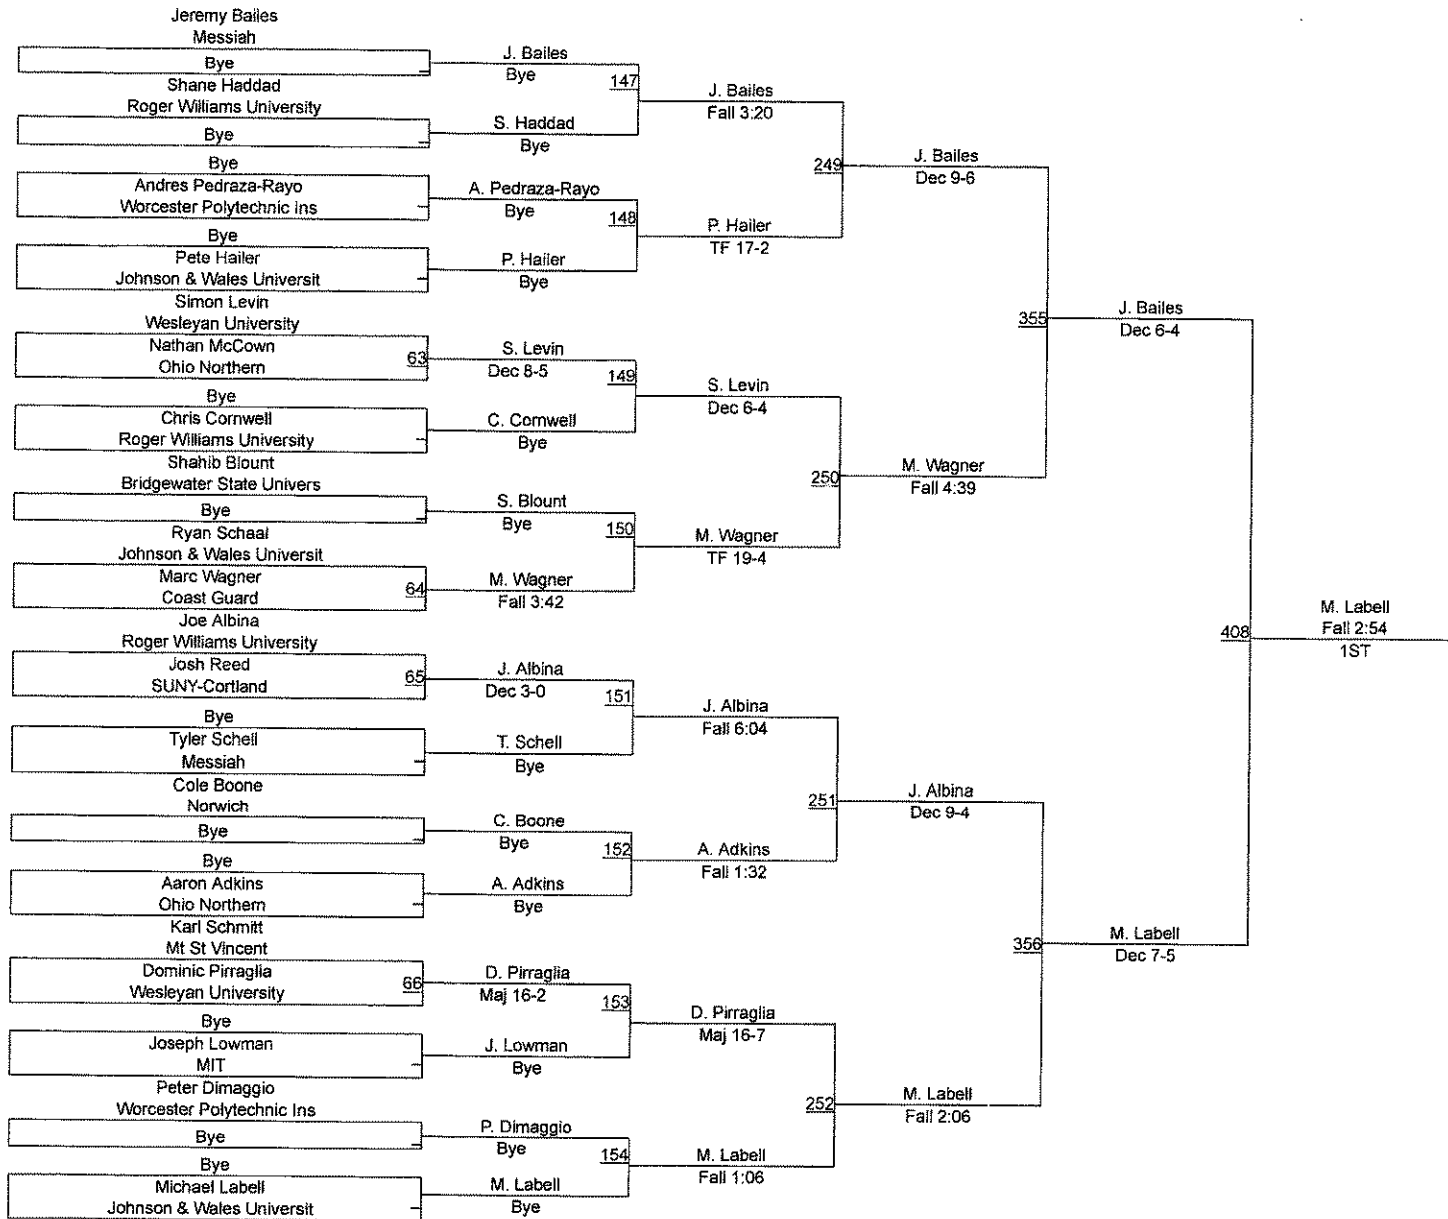 Jeremy Bailes
Messiah
Bye
Shane Haddad
Roger Williams University
Bye
Bye
Andres Pedraza-Rayo
Worcester Polytechnic Ins
Bye
Pete Hailer
Johnson & Wales Universit
Simon Levin
Wesleyan University
Nathan McCown
Ohio Northern
63
Bye
Chris Cornwell
Roger Williams University
Shahib Blount
Bridgewater State Univers
Bye
Ryan Schaal
Johnson & Wales Universit
Marc Wagner
Coast Guard
64
Joe Albina
Roger Williams University
Josh Reed
SUNY-Cortland
65
Bye
Tyler Schell
Messiah
Cole Boone
Norwich
Bye
Bye
Aaron Adkins
Ohio Northern
Karl Schmitt
Mt St Vincent
Dominic Pirraglia
Wesleyan University
66
Bye
Joseph Lowman
MIT
Peter Dimaggio
Worcester Polytechnic Ins
Bye
Bye
Michael Labell
Johnson & Wales Universit
J. Bailes
Bye
147
S. Haddad
Bye
A. Pedraza-Rayo
Bye
148
P. Hailer
Bye
S. Levin
Dec 8-5
149
C. Cornwell
Bye
S. Blount
Bye
150
M. Wagner
Fall 3:42
J. Albina
Dec 3-0
151
T. Schell
Bye
C. Boone
Bye
152
A. Adkins
Bye
D. Pirraglia
Maj 16-2
153
J. Lowman
Bye
P. Dimaggio
Bye
154
M. Labell
Bye
J. Bailes
Fall 3:20
249
P. Hailer
TF 17-2
S. Levin
Dec 6-4
250
M. Wagner
TF 19-4
J. Albina
Fall 6:04
251
A. Adkins
Fall 1:32
D. Pirraglia
Maj 16-7
252
M. Labell
Fall 1:06
J. Bailes
Dec 9-6
355
M. Wagner
Fall 4:39
J. Albina
Dec 9-4
356
M. Labell
Fall 2:06
J. Bailes
Dec 6-4
408
M. Labell
Dec 7-5
M. Labell
Fall 2:54
1ST